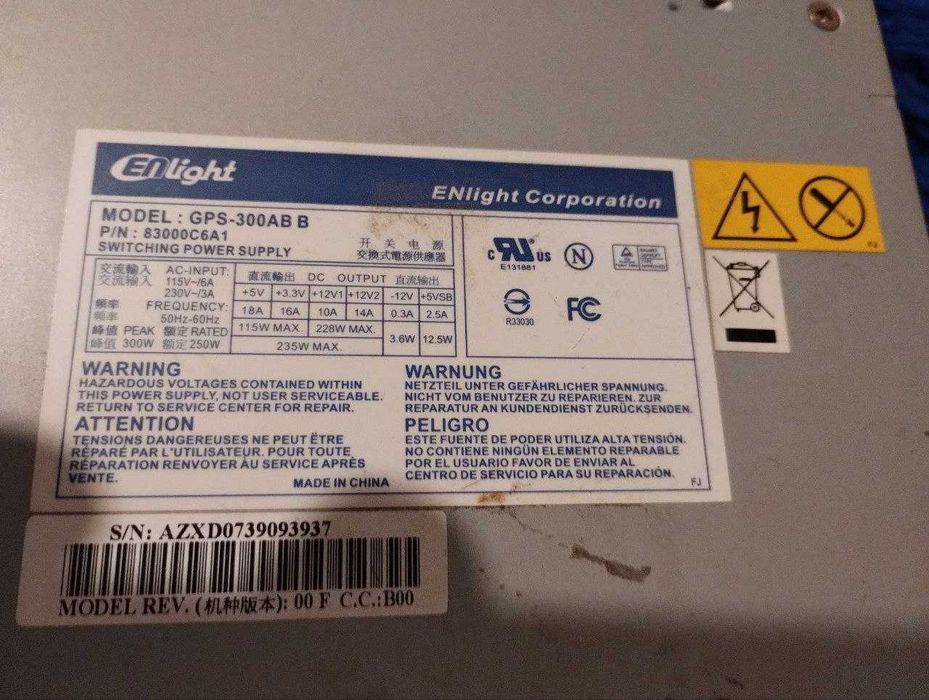 ENlight
ENlight Corporation
MODEL : GPS-300AB B
P/N : 83000C6A1
SWITCHING POWER SUPPLY
开 关 电 源
交換式電源供應器
交流輸入 AC-INPUT:
交流输入 115V~/6A
230V~/3A
頻率 FREQUENCY:
频率 50Hz-60Hz
峰值 PEAK 額定 RATED
峰值 300W 额定 250W
直流輸出 DC OUTPUT 直流输出
+5V +3.3V +12V1 +12V2 -12V +5VSB
18A 16A 10A 14A 0.3A 2.5A
115W MAX. 228W MAX. 3.6W 12.5W
235W MAX.
c RU US
E131881
N
R33030
FC
WARNING
HAZARDOUS VOLTAGES CONTAINED WITHIN
THIS POWER SUPPLY, NOT USER SERVICEABLE.
RETURN TO SERVICE CENTER FOR REPAIR.
ATTENTION
TENSIONS DANGEREUSES NE PEUT ÊTRE
RÉPARÉ PAR L'UTILISATEUR. POUR TOUTE
RÉPARATION RENVOYER AU SERVICE APRÈS
VENTE.
MADE IN CHINA
WARNUNG
NETZTEIL UNTER GEFÄHRLICHER SPANNUNG.
NICHT VOM BENUTZER ZU REPARIEREN. ZUR
REPARATUR AN KUNDENDIENST ZURÜCKSENDEN.
PELIGRO
ESTE FUENTE DE PODER UTILIZA ALTA TENSIÓN.
NO CONTIENE NINGÚN ELEMENTO REPARABLE
POR EL USUARIO FAVOR DE ENVIAR AL
CENTRO DE SERVICIO PARA SU REPARACIÓN.
FJ
S/N: AZXD0739093937
MODEL REV. (机种版本): 00 F C.C.:B00